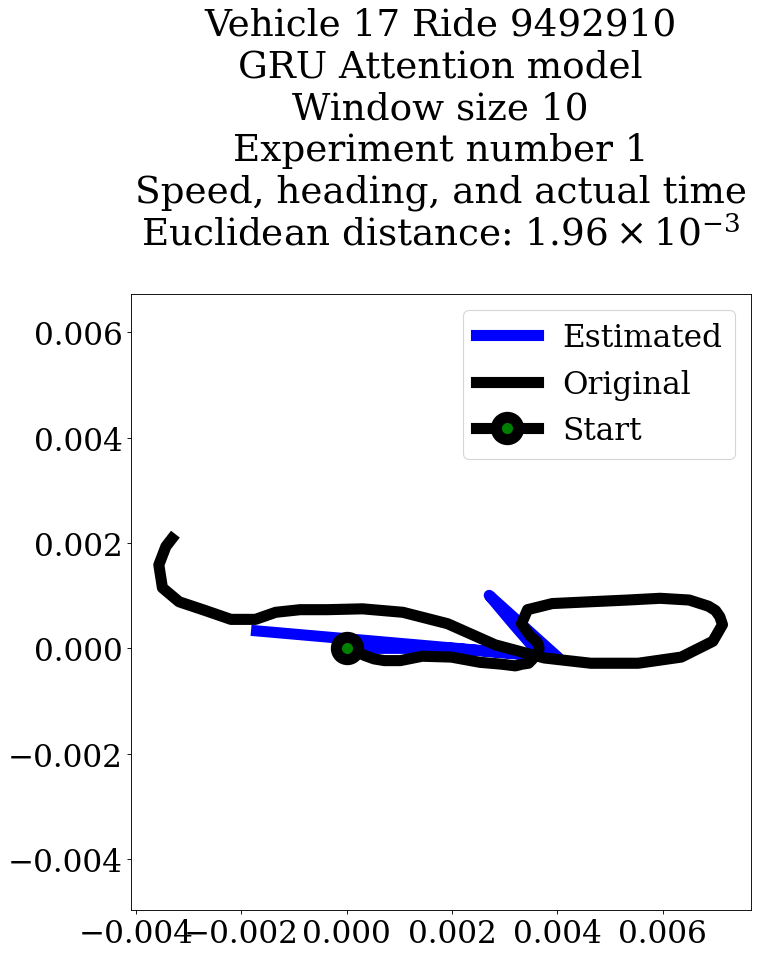 Vehicle 17 Ride 9492910
GRU Attention model
Window size 10
Experiment number 1
Speed, heading, and actual time
Euclidean distance: 1.96 × 10⁻³
Estimated
Original
Start
0.006
0.004
0.002
0.000
−0.002
−0.004
−0.004 −0.002 0.000 0.002 0.004 0.006